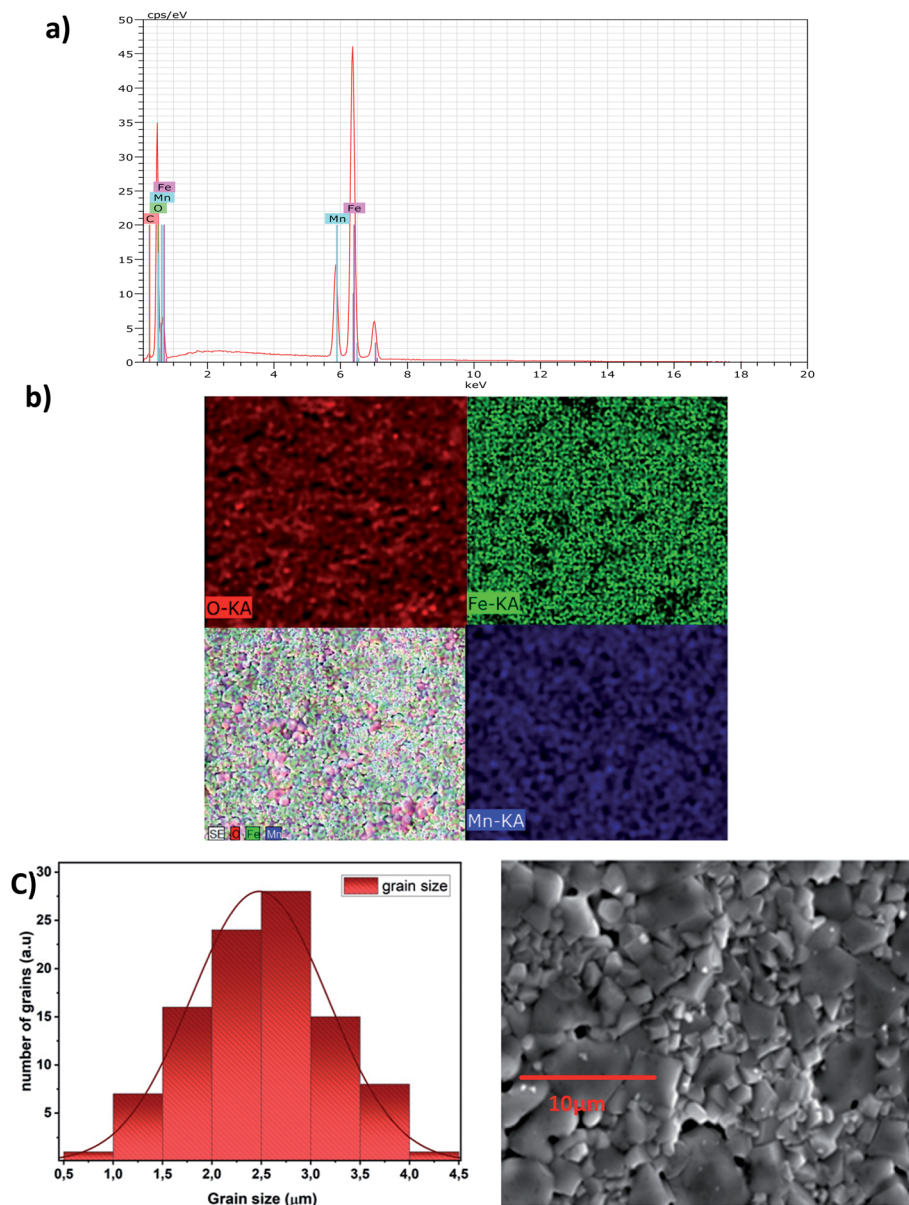 a)
cps/eV
50
45
40
35
30
25
20
15
10
5
0
Fe
Mn
O
C
Mn
Fe
2 4 6 8 10 12 14 16 18 20
keV
b)
O-KA
Fe-KA
SE O Fe Mn
Mn-KA
C)
grain size
30
25
20
15
10
5
number of grains (a.u)
0,5 1,0 1,5 2,0 2,5 3,0 3,5 4,0 4,5
Grain size (μm)
10μm